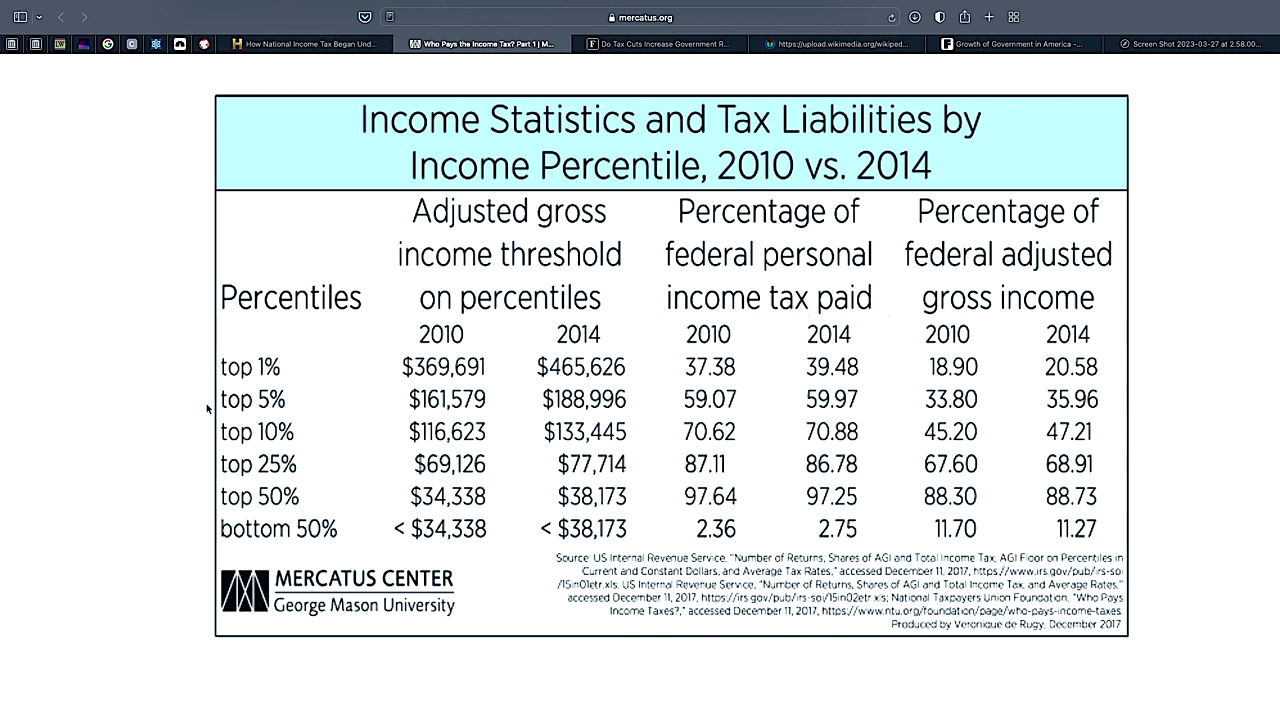 mercatus.org
How National Income Tax Began Und...
Who Pays the Income Tax? Part 1 | M...
Do Tax Cuts Increase Government R...
https://upload.wikimedia.org/wikiped...
Growth of Government in America -...
Screen Shot 2023-03-27 at 2.58.00...
Income Statistics and Tax Liabilities by
Income Percentile, 2010 vs. 2014
Adjusted gross Percentage of Percentage of
income threshold federal personal federal adjusted
Percentiles on percentiles income tax paid gross income
2010 2014 2010 2014 2010 2014
top 1% $369,691 $465,626 37.38 39.48 18.90 20.58
top 5% $161,579 $188,996 59.07 59.97 33.80 35.96
top 10% $116,623 $133,445 70.62 70.88 45.20 47.21
top 25% $69,126 $77,714 87.11 86.78 67.60 68.91
top 50% $34,338 $38,173 97.64 97.25 88.30 88.73
bottom 50% < $34,338 < $38,173 2.36 2.75 11.70 11.27
Source: US Internal Revenue Service, "Number of Returns, Shares of AGI and Total Income Tax, AGI Floor on Percentiles in
Current and Constant Dollars, and Average Tax Rates," accessed December 11, 2017, https://www.irs.gov/pub/irs-soi
/15in01etr.xls; US Internal Revenue Service, "Number of Returns, Shares of AGI and Total Income Tax, and Average Rates,"
accessed December 11, 2017, https://irs.gov/pub/irs-soi/15in02etr.xls; National Taxpayers Union Foundation, "Who Pays
Income Taxes?," accessed December 11, 2017, https://www.ntu.org/foundation/page/who-pays-income-taxes.
Produced by Veronique de Rugy, December 2017
MERCATUS CENTER
George Mason University